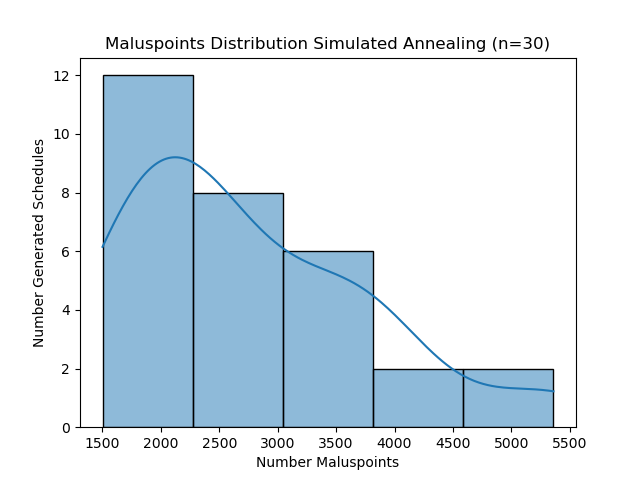 Maluspoints Distribution Simulated Annealing (n=30)
12
10
8
6
4
2
0
Number Generated Schedules
1500 2000 2500 3000 3500 4000 4500 5000 5500
Number Maluspoints